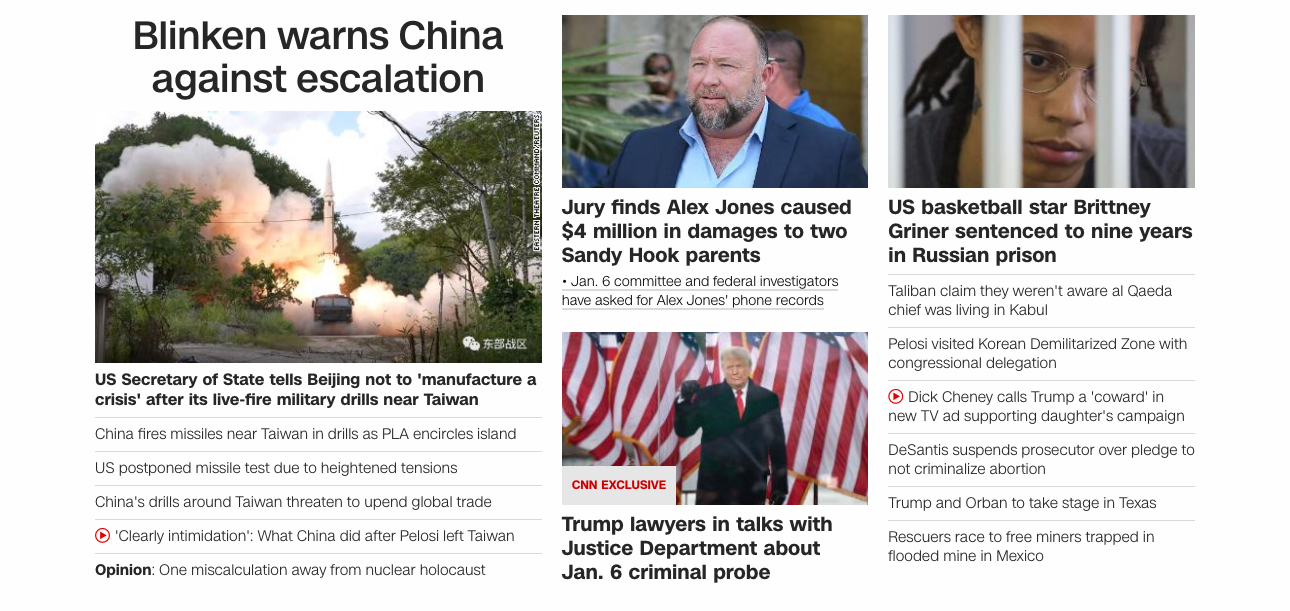 Blinken warns China
against escalation
EASTERN THEATRE COMMAND/REUTERS
东部战区
US Secretary of State tells Beijing not to 'manufacture a
crisis' after its live-fire military drills near Taiwan
China fires missiles near Taiwan in drills as PLA encircles island
US postponed missile test due to heightened tensions
China's drills around Taiwan threaten to upend global trade
'Clearly intimidation': What China did after Pelosi left Taiwan
Opinion: One miscalculation away from nuclear holocaust
Jury finds Alex Jones caused
$4 million in damages to two
Sandy Hook parents
• Jan. 6 committee and federal investigators
have asked for Alex Jones' phone records
CNN EXCLUSIVE
Trump lawyers in talks with
Justice Department about
Jan. 6 criminal probe
US basketball star Brittney
Griner sentenced to nine years
in Russian prison
Taliban claim they weren't aware al Qaeda
chief was living in Kabul
Pelosi visited Korean Demilitarized Zone with
congressional delegation
Dick Cheney calls Trump a 'coward' in
new TV ad supporting daughter's campaign
DeSantis suspends prosecutor over pledge to
not criminalize abortion
Trump and Orban to take stage in Texas
Rescuers race to free miners trapped in
flooded mine in Mexico